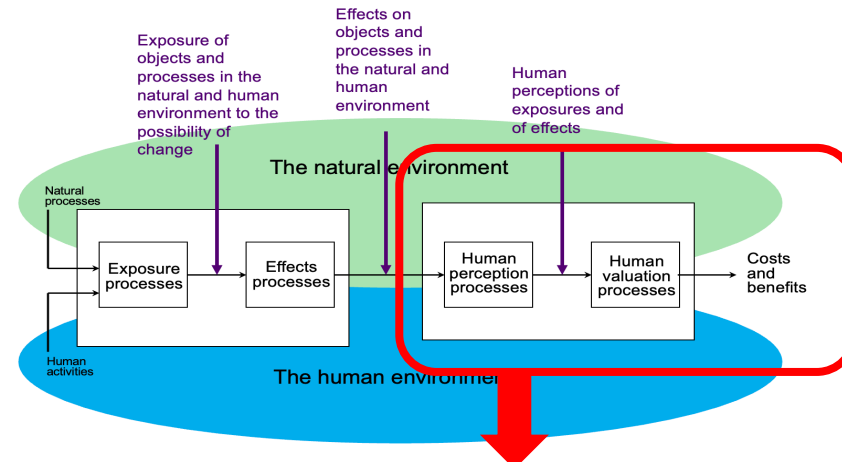 Exposure of
objects and
processes in the
natural and human
environment to the
possibility of
change
Effects on
objects and
processes in
the natural and
human
environment
Human
perceptions of
exposures and
of effects
The natural environment
Natural
processes
Exposure
processes
Effects
processes
Human
perception
processes
Human
valuation
processes
Costs
and
benefits
Human
activities
The human environment